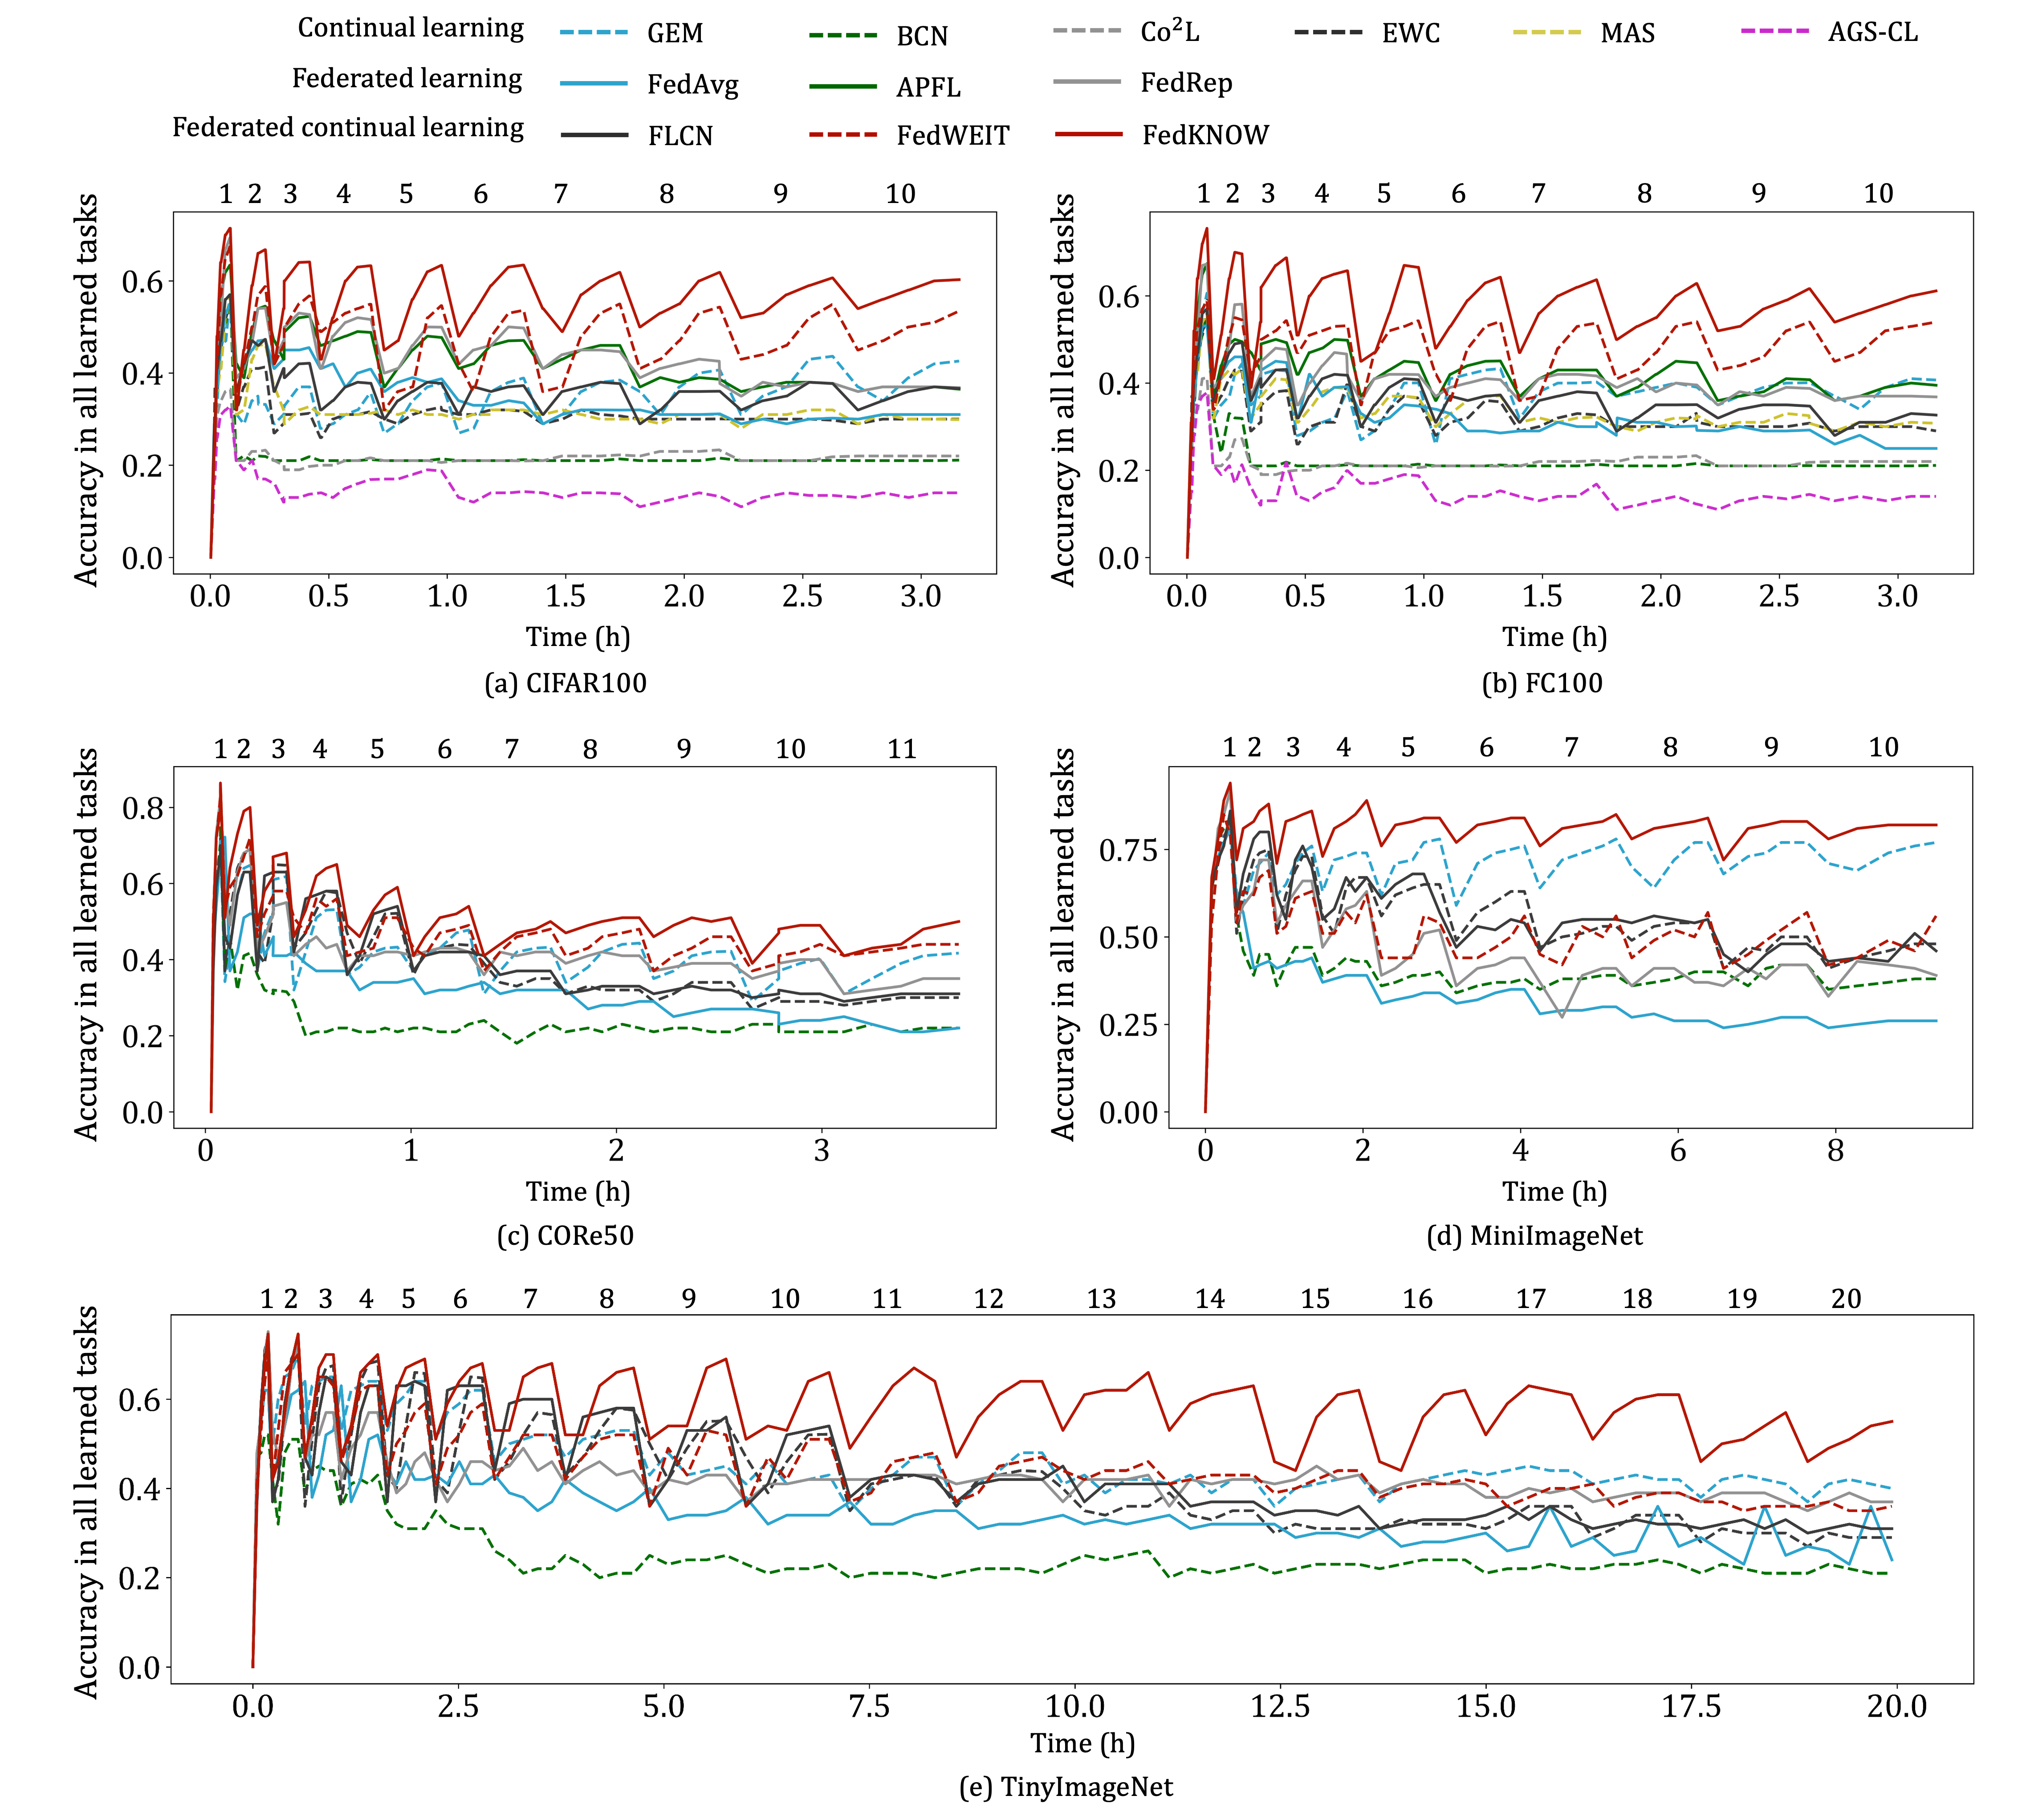 Continual learning GEM BCN Co²L EWC MAS AGS-CL
Federated learning FedAvg APFL FedRep
Federated continual learning FLCN FedWEIT FedKNOW
1 2 3 4 5 6 7 8 9 10
Accuracy in all learned tasks
0.6
0.4
0.2
0.0
0.0 0.5 1.0 1.5 2.0 2.5 3.0
Time (h)
(a) CIFAR100
1 2 3 4 5 6 7 8 9 10
Accuracy in all learned tasks
0.6
0.4
0.2
0.0
0.0 0.5 1.0 1.5 2.0 2.5 3.0
Time (h)
(b) FC100
1 2 3 4 5 6 7 8 9 10 11
Accuracy in all learned tasks
0.8
0.6
0.4
0.2
0.0
0 1 2 3
Time (h)
(c) CORe50
1 2 3 4 5 6 7 8 9 10
Accuracy in all learned tasks
0.75
0.50
0.25
0.00
0 2 4 6 8
Time (h)
(d) MiniImageNet
1 2 3 4 5 6 7 8 9 10 11 12 13 14 15 16 17 18 19 20
Accuracy in all learned tasks
0.6
0.4
0.2
0.0
0.0 2.5 5.0 7.5 10.0 12.5 15.0 17.5 20.0
Time (h)
(e) TinyImageNet